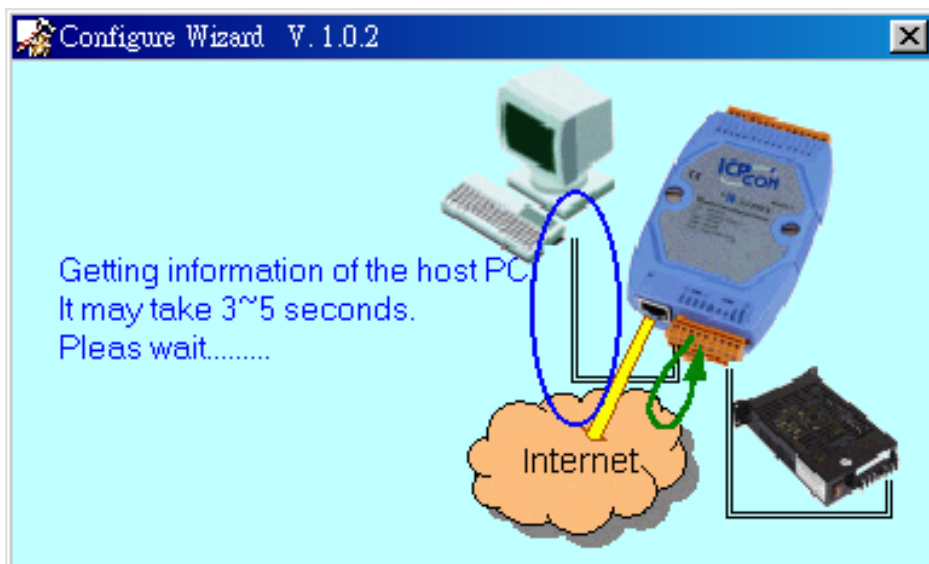 Configure Wizard V. 1.0.2
Getting information of the host PC.
It may take 3~5 seconds.
Pleas wait.........
ICP
CON
CE
Internet